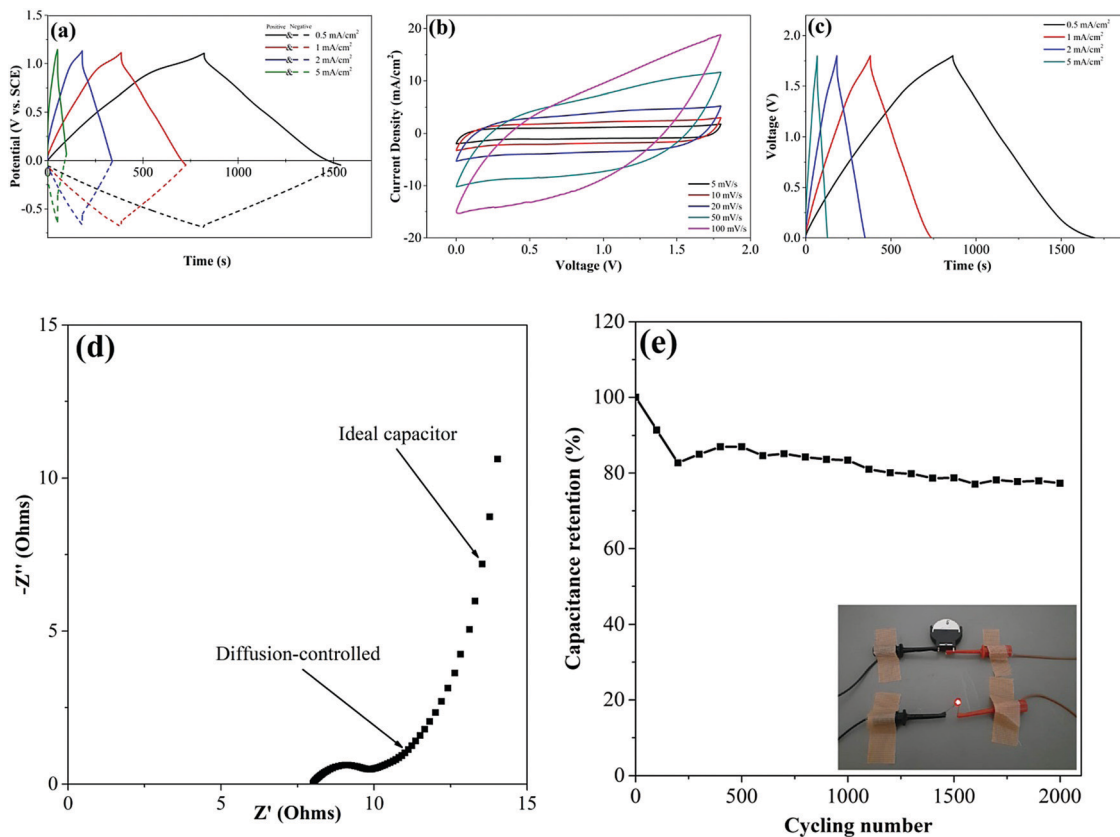 (a)
Positive Negative
&
0.5 mA/cm²
&
1 mA/cm²
&
2 mA/cm²
&
5 mA/cm²
Potential (V vs. SCE)
1.5
1.0
0.5
0.0
-0.5
0
500
1000
1500
Time (s)
(b)
Current Density (mA/cm²)
20
10
0
-10
-20
5 mV/s
10 mV/s
20 mV/s
50 mV/s
100 mV/s
0.0
0.5
1.0
1.5
2.0
Voltage (V)
(c)
0.5 mA/cm²
1 mA/cm²
2 mA/cm²
5 mA/cm²
Voltage (V)
2.0
1.5
1.0
0.5
0.0
0
500
1000
1500
Time (s)
(d)
-Z'' (Ohms)
15
10
5
0
Ideal capacitor
Diffusion-controlled
0
5
10
15
Z' (Ohms)
(e)
Capacitance retention (%)
120
100
80
60
40
20
0
0
500
1000
1500
2000
Cycling number